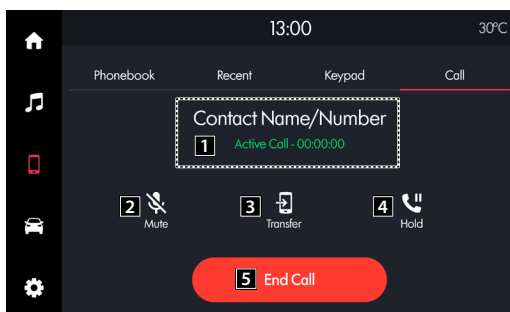 13:00
30°C
Phonebook Recent Keypad Call
Contact Name/Number
1 Active Call - 00:00:00
2 Mute
3 Transfer
4 Hold
5 End Call